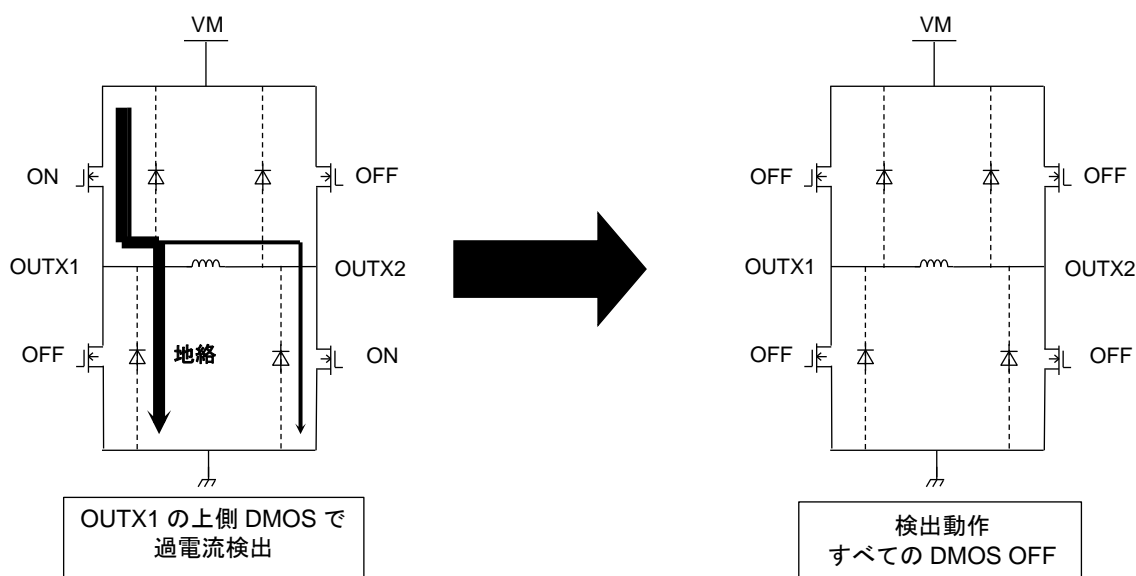 VM
VM
ON
OFF
OFF
OFF
OUTX1
OUTX2
OUTX1
OUTX2
OFF
地絡
ON
OFF
OFF
OUTX1 の上側 DMOS で
過電流検出
検出動作
すべての DMOS OFF